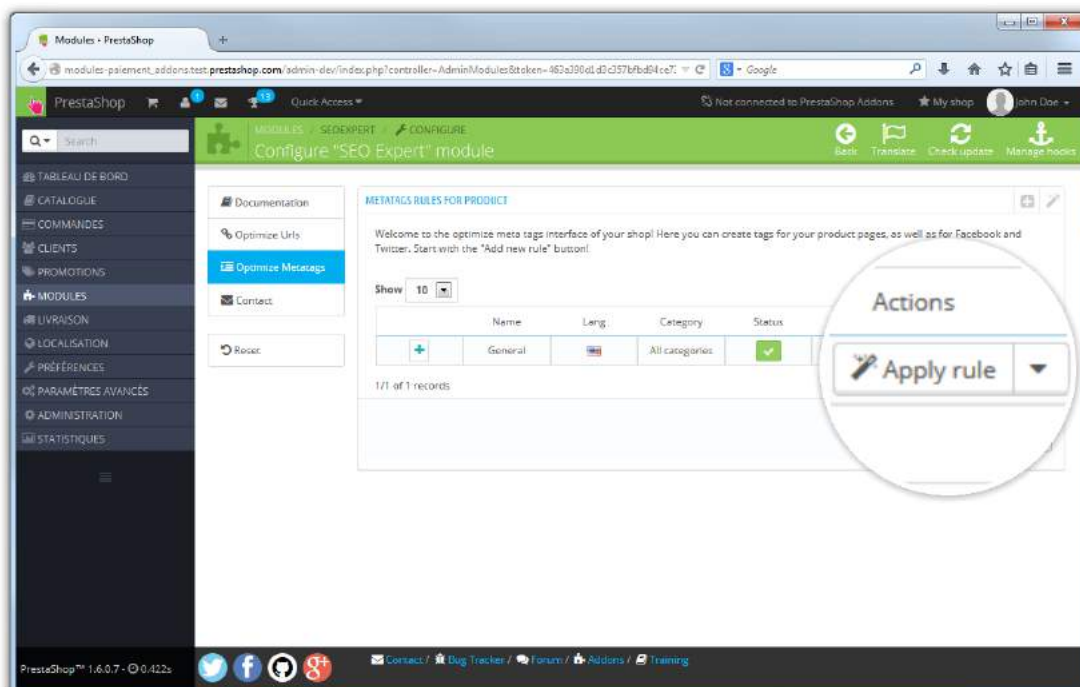 Modules • PrestaShop
modules-paiement_addons.test.prestashop.com/admin-dev/index.php?controller=AdminModules&token=
Google
PrestaShop
1
13
Quick Access
Not connected to PrestaShop Addons
My shop
John Doe
Search
MODULES / SEOEXPERT / CONFIGURE
Configure "SEO Expert" module
Back
Translate
Check update
Manage hooks
TABLEAU DE BORD
CATALOGUE
COMMANDES
CLIENTS
PROMOTIONS
MODULES
LIVRAISON
LOCALISATION
PRÉFÉRENCES
PARAMÈTRES AVANCÉS
ADMINISTRATION
STATISTIQUES
Documentation
Optimize Urls
Optimize Metatags
Contact
Reset
METATAGS RULES FOR PRODUCT
Welcome to the optimize meta tags interface of your shop! Here you can create tags for your product pages, as well as for Facebook and
Twitter. Start with the "Add new rule" button!
Show 10
Name Lang Category Status
Actions
General All categories
Apply rule
1/1 of 1 records
PrestaShop™ 1.6.0.7 - 0.422s
Contact / Bug Tracker / Forum / Addons / Training